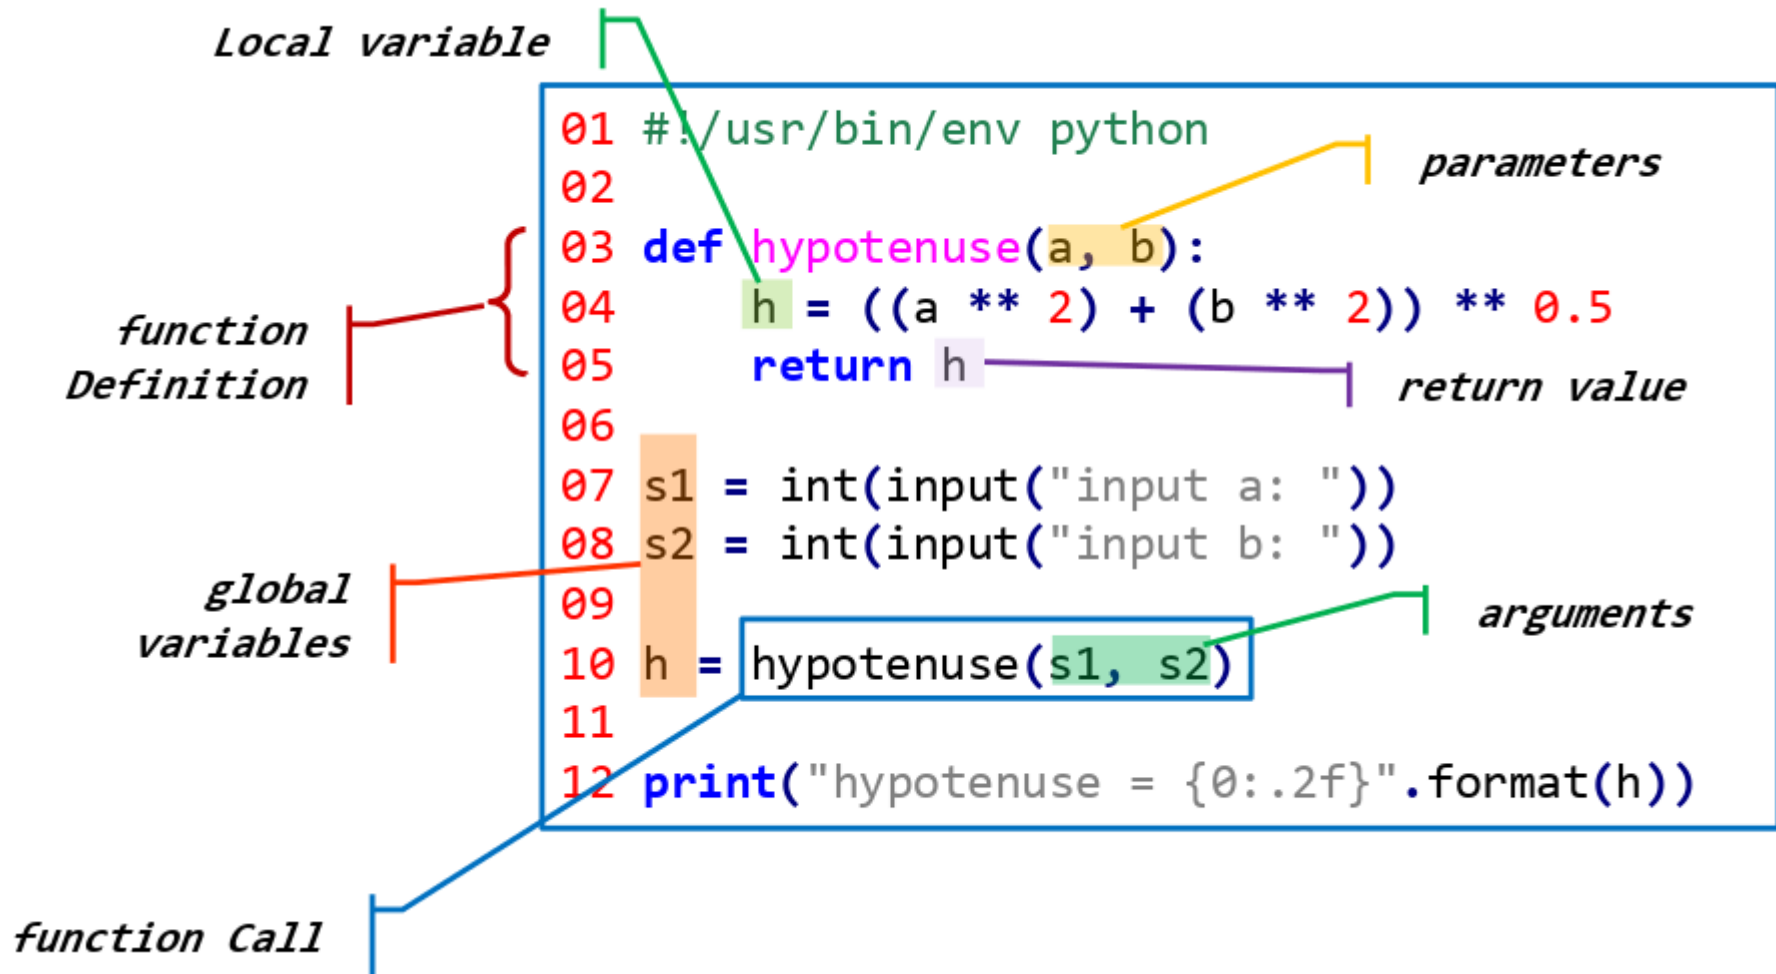 Local variable
01 #!/usr/bin/env python
parameters
02
03 def hypotenuse(a, b):
04 h = ((a ** 2) + (b ** 2)) ** 0.5
function
Definition
05 return h
return value
06
07 s1 = int(input("input a: "))
08 s2 = int(input("input b: "))
global
variables
09
arguments
10 h = hypotenuse(s1, s2)
11
12 print("hypotenuse = {0:.2f}".format(h))
function Call